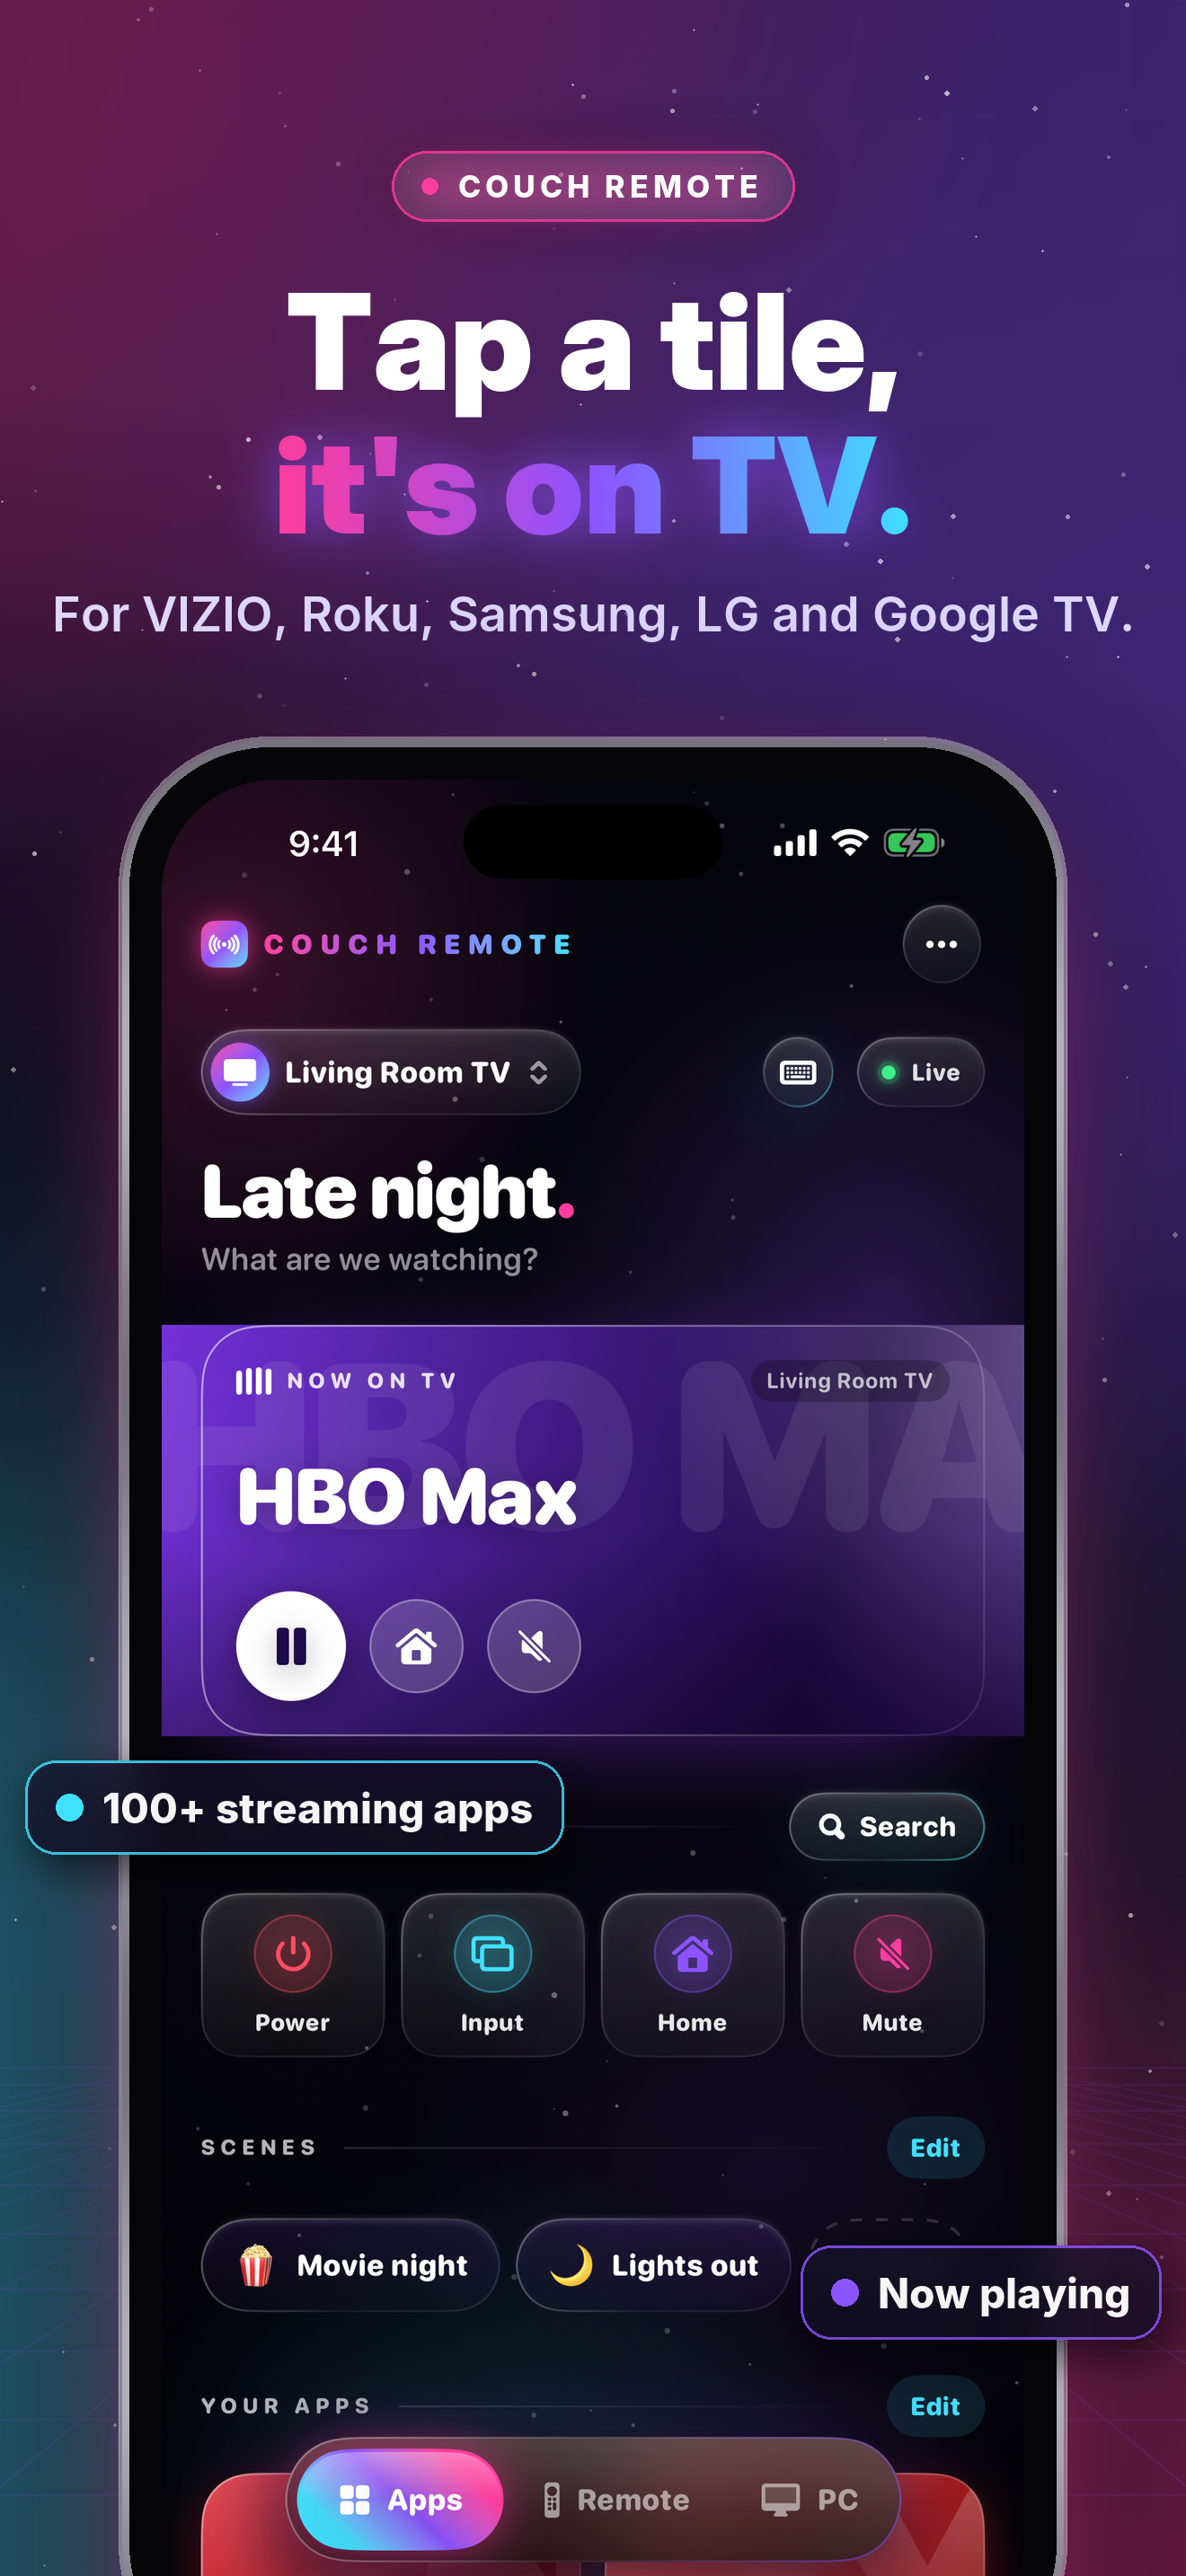 COUCH REMOTE
Tap a tile,
it's on TV.
For VIZIO, Roku, Samsung, LG and Google TV.
9:41
COUCH REMOTE
Living Room TV
Live
Late night.
What are we watching?
HBO MA
NOW ON TV
Living Room TV
HBO Max
100+ streaming apps
Search
Power
Input
Home
Mute
SCENES
Edit
🍿 Movie night
🌙 Lights out
Now playing
YOUR APPS
Edit
Apps
Remote
PC